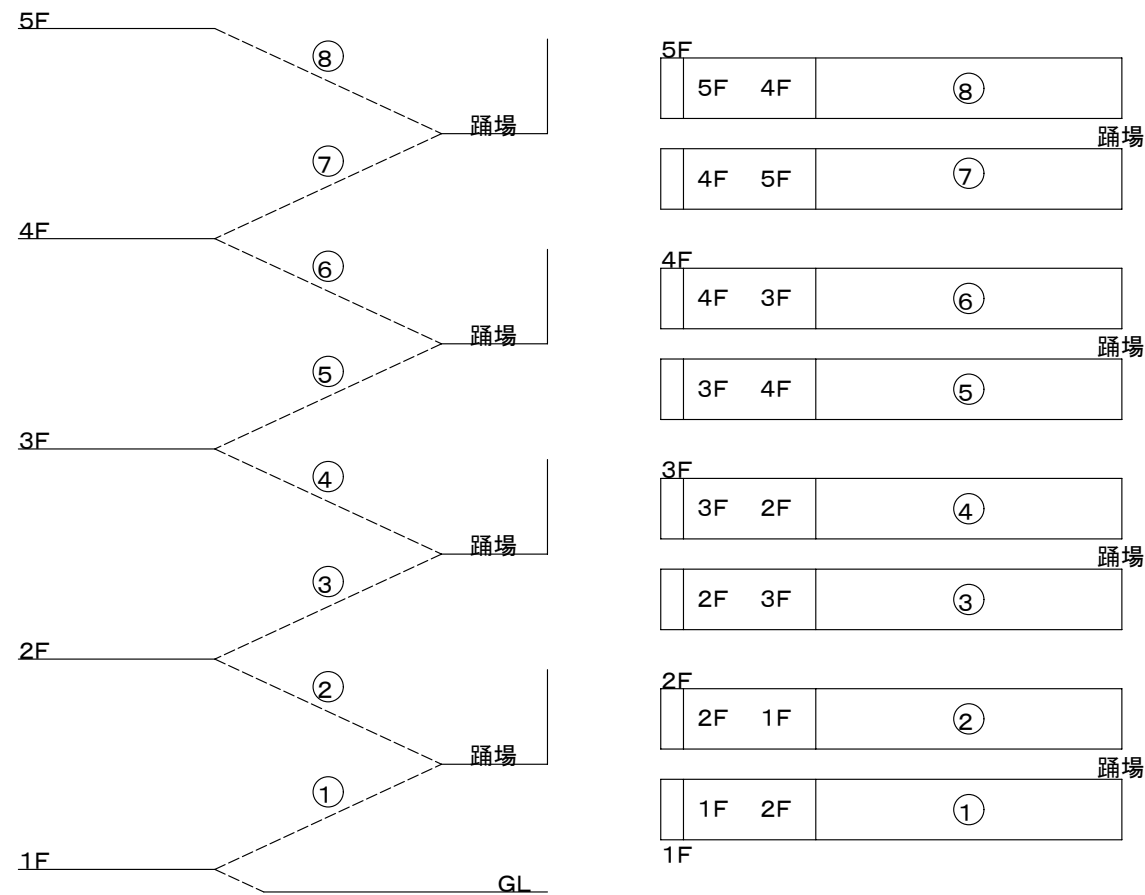 5F
⑧
踊場
⑦
4F
⑥
踊場
⑤
3F
④
踊場
③
2F
②
踊場
①
1F
GL
5F
5F 4F ⑧
踊場
4F 5F ⑦
4F
4F 3F ⑥
踊場
3F 4F ⑤
3F
3F 2F ④
踊場
2F 3F ③
2F
2F 1F ②
踊場
1F 2F ①
1F